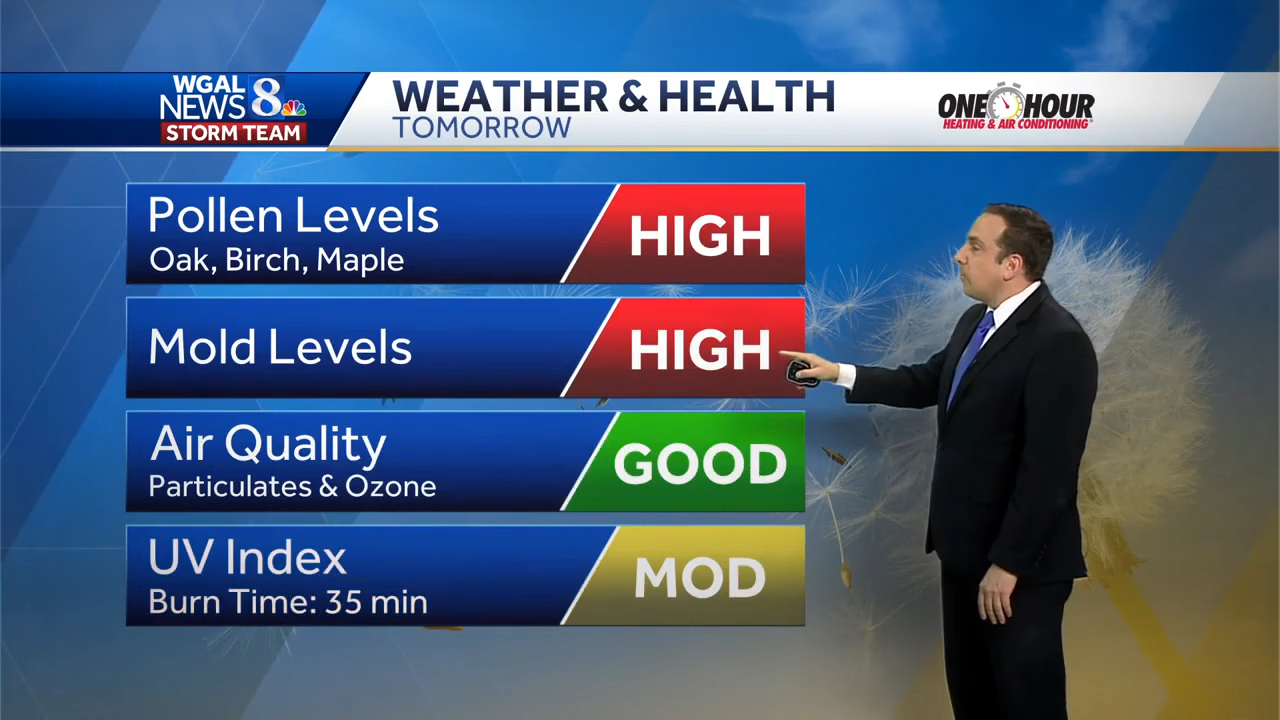 WGAL
NEWS 8
STORM TEAM
WEATHER & HEALTH
TOMORROW
ONE HOUR
HEATING & AIR CONDITIONING
Pollen Levels
Oak, Birch, Maple
HIGH
Mold Levels
HIGH
Air Quality
Particulates & Ozone
GOOD
UV Index
Burn Time: 35 min
MOD